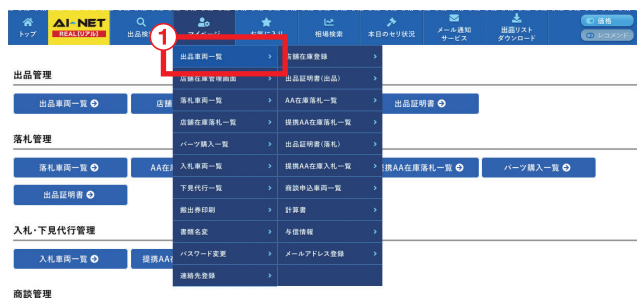 トップ
AI-NET
REAL[リアル]
出品検
マイページ
お気に入り
相場検索
本日のセリ状況
メール通知
サービス
出品リスト
ダウンロード
価格
レコメンド
1
出品車両一覧 店舗在庫登録
店舗在庫管理画面 出品証明書(出品)
落札車両一覧 AA在庫落札一覧
店舗在庫落札一覧 提携AA在庫落札一覧
パーツ購入一覧 出品証明書(落札)
入札車両一覧 提携AA在庫入札一覧
下見代行一覧 商談申込車両一覧
搬出券印刷 計算書
書類名変 与信情報
パスワード変更 メールアドレス登録
連絡先登録
出品管理
出品車両一覧 店舗 出品証明書
落札管理
落札車両一覧 AA在 携AA在庫落札一覧 パーツ購入一覧
出品証明書
入札・下見代行管理
入札車両一覧 提携AA
商談管理